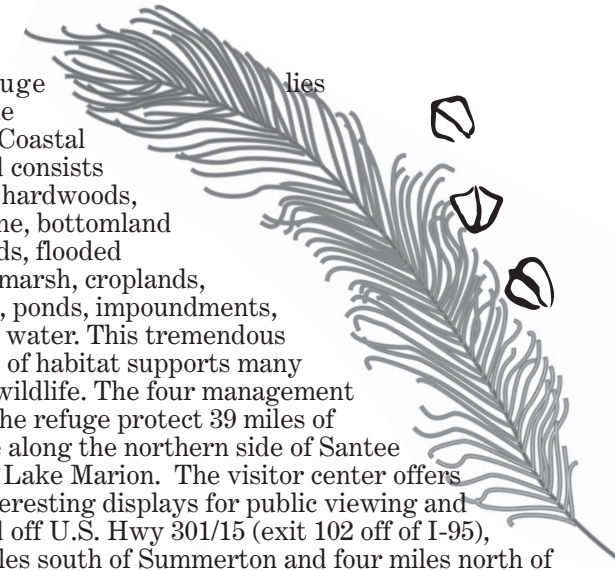 uge lies
e
Coastal
l consists
hardwoods,
ne, bottomland
ds, flooded
marsh, croplands,
, ponds, impoundments,
water. This tremendous
of habitat supports many
wildlife. The four management
he refuge protect 39 miles of
e along the northern side of Santee
Lake Marion. The visitor center offers
eresting displays for public viewing and
l off U.S. Hwy 301/15 (exit 102 off of I-95),
les south of Summerton and four miles north of